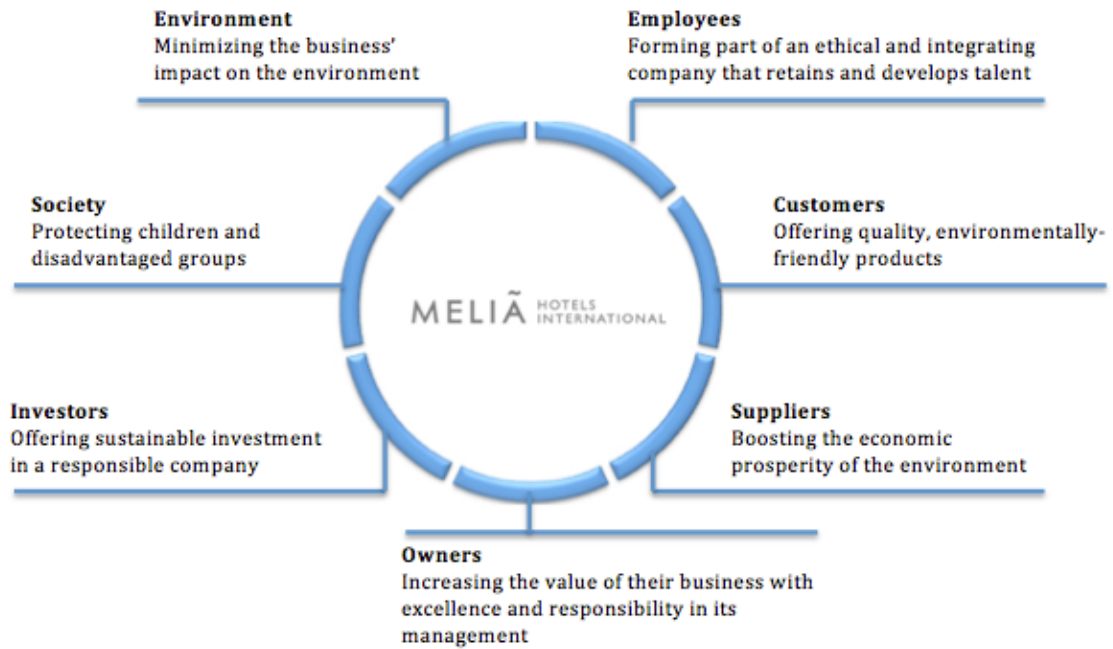 Environment
Minimizing the business'
impact on the environment
Employees
Forming part of an ethical and integrating
company that retains and develops talent
Society
Protecting children and
disadvantaged groups
Customers
Offering quality, environmentally-
friendly products
MELIÃ HOTELS
INTERNATIONAL
Investors
Offering sustainable investment
in a responsible company
Suppliers
Boosting the economic
prosperity of the environment
Owners
Increasing the value of their business with
excellence and responsibility in its
management